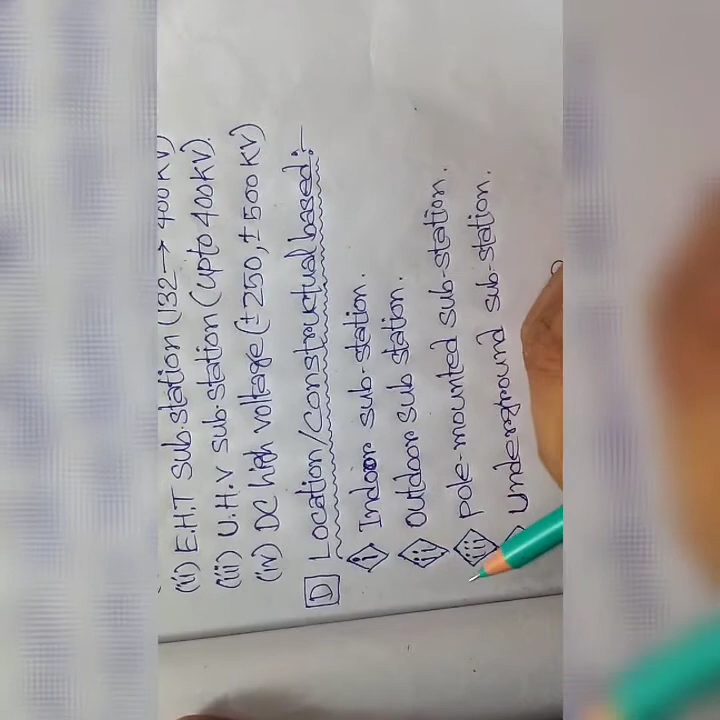 (ii) E.H.T sub.station (132 → 400 KV)
(iii) U.H.V sub.station (upto 400KV).
(iv) DC high voltage (±250, ±500 KV)
D Location/constructual based:-
i Indoor sub-station.
ii Outdoor sub station.
iii pole-mounted sub-station.
Underground sub-station.